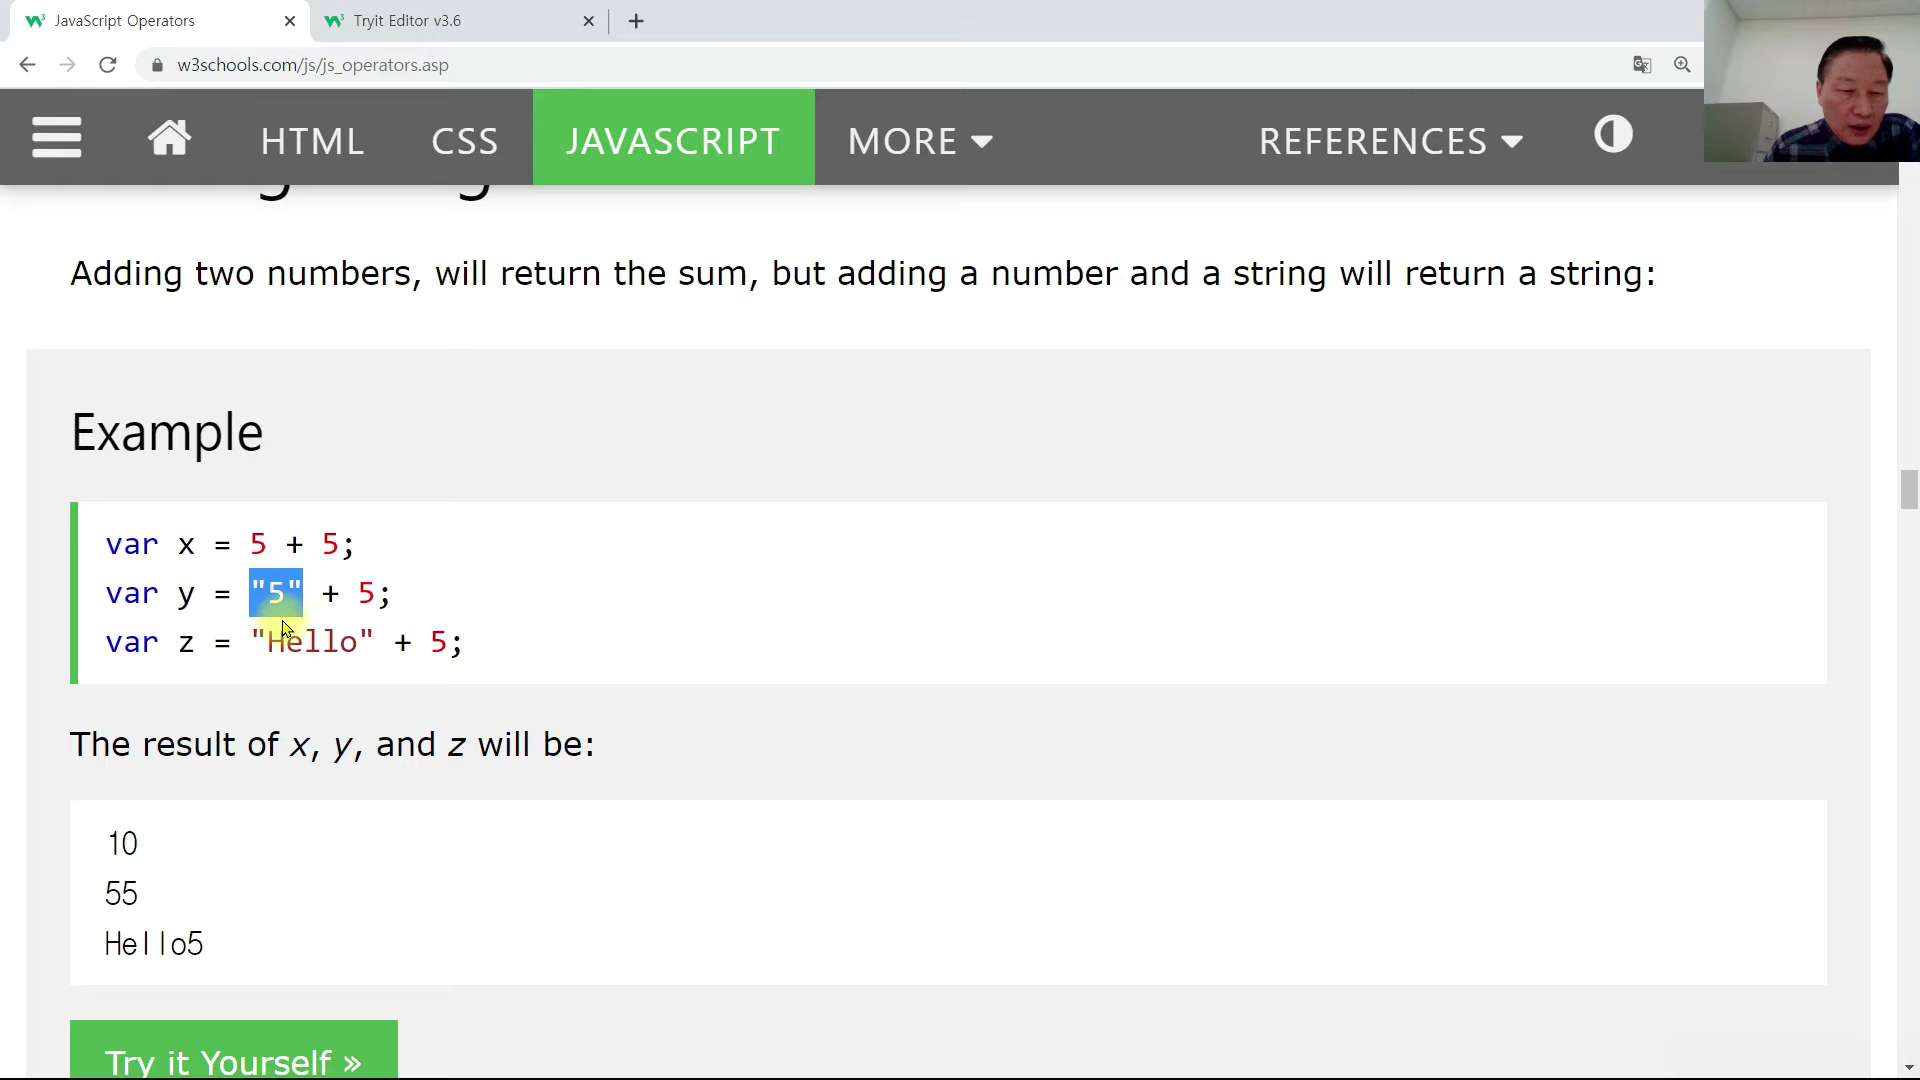 JavaScript Operators
Tryit Editor v3.6
w3schools.com/js/js_operators.asp
HTML CSS JAVASCRIPT MORE REFERENCES
Adding two numbers, will return the sum, but adding a number and a string will return a string:
Example
var x = 5 + 5;
var y = "5" + 5;
var z = "Hello" + 5;
The result of x, y, and z will be:
10
55
Hello5
Try it Yourself »